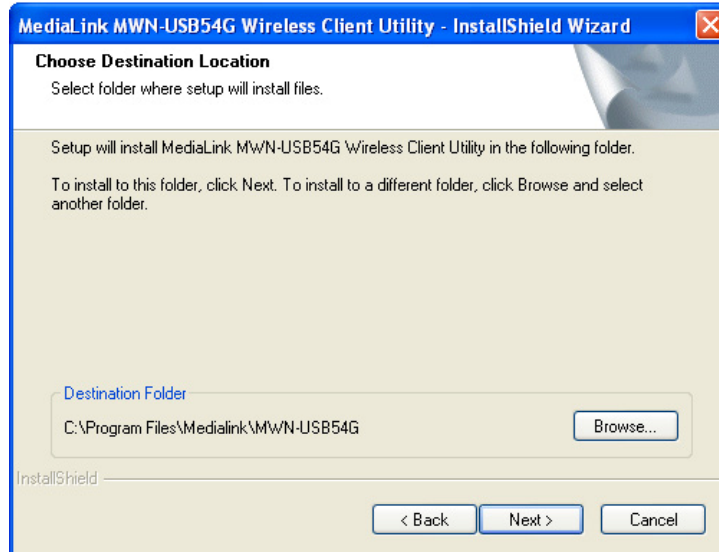 MediaLink MWN-USB54G Wireless Client Utility - InstallShield Wizard
Choose Destination Location
Select folder where setup will install files.
Setup will install MediaLink MWN-USB54G Wireless Client Utility in the following folder.
To install to this folder, click Next. To install to a different folder, click Browse and select
another folder.
Destination Folder
C:\Program Files\Medialink\MWN-USB54G
Browse...
InstallShield
< Back
Next >
Cancel